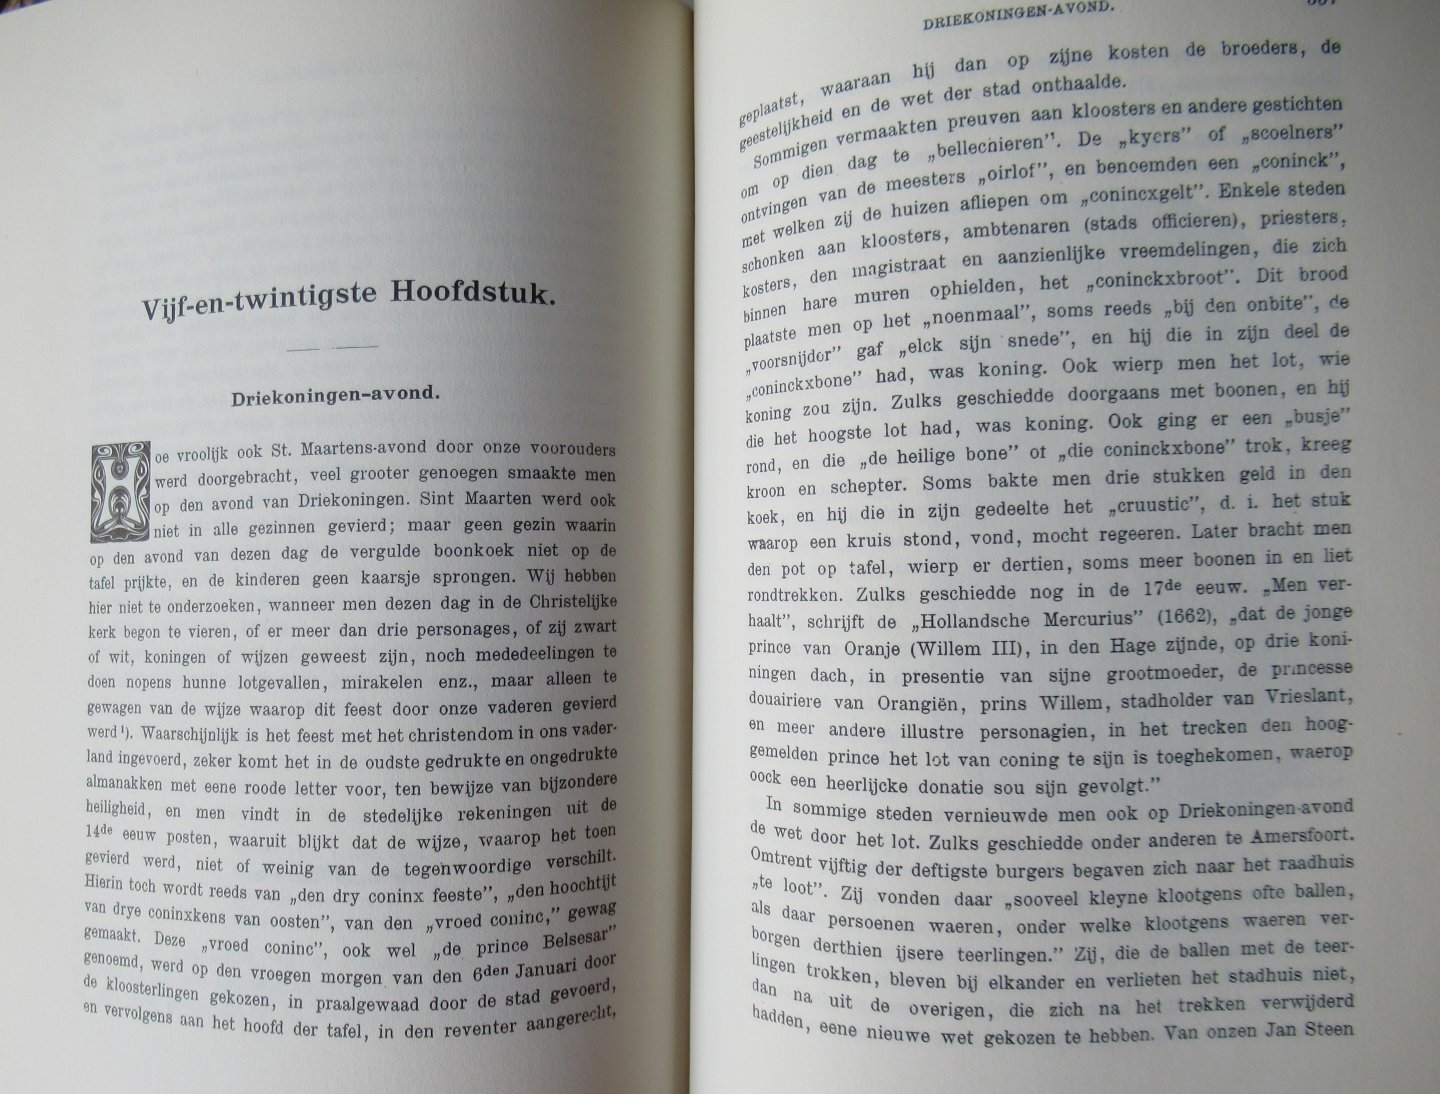 Vijf-en-twintigste Hoofdstuk.
Driekoningen-avond.
Hoe vroolijk ook St. Maartens-avond door onze voorouders
werd doorgebracht, veel grooter genoegen smaakte men
op den avond van Driekoningen. Sint Maarten werd ook
niet in alle gezinnen gevierd; maar geen gezin waarin
op den avond van dezen dag de vergulde boonkoek niet op de
tafel prijkte, en de kinderen geen kaarsje sprongen. Wij hebben
hier niet te onderzoeken, wanneer men dezen dag in de Christelijke
kerk begon te vieren, of er meer dan drie personages, of zij zwart
of wit, koningen of wijzen geweest zijn, noch mededeelingen te
doen nopens hunne lotgevallen, mirakelen enz., maar alleen te
gewagen van de wijze waarop dit feest door onze vaderen gevierd
werd ¹). Waarschijnlijk is het feest met het christendom in ons vader-
land ingevoerd, zeker komt het in de oudste gedrukte en ongedrukte
almanakken met eene roode letter voor, ten bewijze van bijzondere
heiligheid, en men vindt in de stedelijke rekeningen uit de
14de eeuw posten, waaruit blijkt dat de wijze, waarop het toen
gevierd werd, niet of weinig van de tegenwoordige verschilt.
Hierin toch wordt reeds van „den dry coninx feeste”, „den hoochtijt
van drye coninxkens van oosten”, van den „vroed coninc,” gewag
gemaakt. Deze „vroed coninc”, ook wel „de prince Belsesar”
genoemd, werd op den vroegen morgen van den 6den Januari door
de kloosterlingen gekozen, in praalgewaad door de stad gevoerd,
en vervolgens aan het hoofd der tafel, in den reventer aangerecht,
DRIEKONINGEN-AVOND.
geplaatst, waaraan hij dan op zijne kosten de broeders, de
geestelijkheid en de wet der stad onthaalde.
Sommigen vermaakten preuven aan kloosters en andere gestichten
om op dien dag te „bellechieren”. De „kyers” of „scoelners”
ontvingen van de meesters „oirlof”, en benoemden een „coninck”,
met welken zij de huizen afliepen om „conincxgelt”. Enkele steden
schonken aan kloosters, ambtenaren (stads officieren), priesters,
kosters, den magistraat en aanzienlijke vreemdelingen, die zich
binnen hare muren ophielden, het „coninckxbroot”. Dit brood
plaatste men op het „noenmaal”, soms reeds „bij den onbite”, de
„voorsnijder” gaf „elck sijn snede”, en hij die in zijn deel de
„coninckxbone” had, was koning. Ook wierp men het lot, wie
koning zou zijn. Zulks geschiedde doorgaans met boonen, en hij
die het hoogste lot had, was koning. Ook ging er een „busje”
rond, en die „de heilige bone” of „die coninckxbone” trok, kreeg
kroon en schepter. Soms bakte men drie stukken geld in den
koek, en hij die in zijn gedeelte het „cruustic”, d. i. het stuk
waarop een kruis stond, vond, mocht regeeren. Later bracht men
den pot op tafel, wierp er dertien, soms meer boonen in en liet
rondtrekken. Zulks geschiedde nog in de 17de eeuw. „Men ver-
haalt”, schrijft de „Hollandsche Mercurius” (1662), „dat de jonge
prince van Oranje (Willem III), in den Hage zijnde, op drie koni-
ningen dach, in presentie van sijne grootmoeder, de princesse
douairiere van Orangiën, prins Willem, stadholder van Vrieslant,
en meer andere illustre personagien, in het trecken den hoog-
gemelden prince het lot van coning te sijn is toeghekomen, waerop
oock een heerlijcke donatie sou sijn gevolgt.”
In sommige steden vernieuwde men ook op Driekoningen-avond
de wet door het lot. Zulks geschiedde onder anderen te Amersfoort.
Omtrent vijftig der deftigste burgers begaven zich naar het raadhuis
„te loot”. Zij vonden daar „sooveel kleyne klootgens ofte ballen,
als daar persoenen waeren, onder welke klootgens waeren ver-
borgen derthien ijsere teerlingen.” Zij, die de ballen met de teer-
lingen trokken, bleven bij elkander en verlieten het stadhuis niet,
dan na uit de overigen, die zich na het trekken verwijderd
hadden, eene nieuwe wet gekozen te hebben. Van onzen Jan Steen